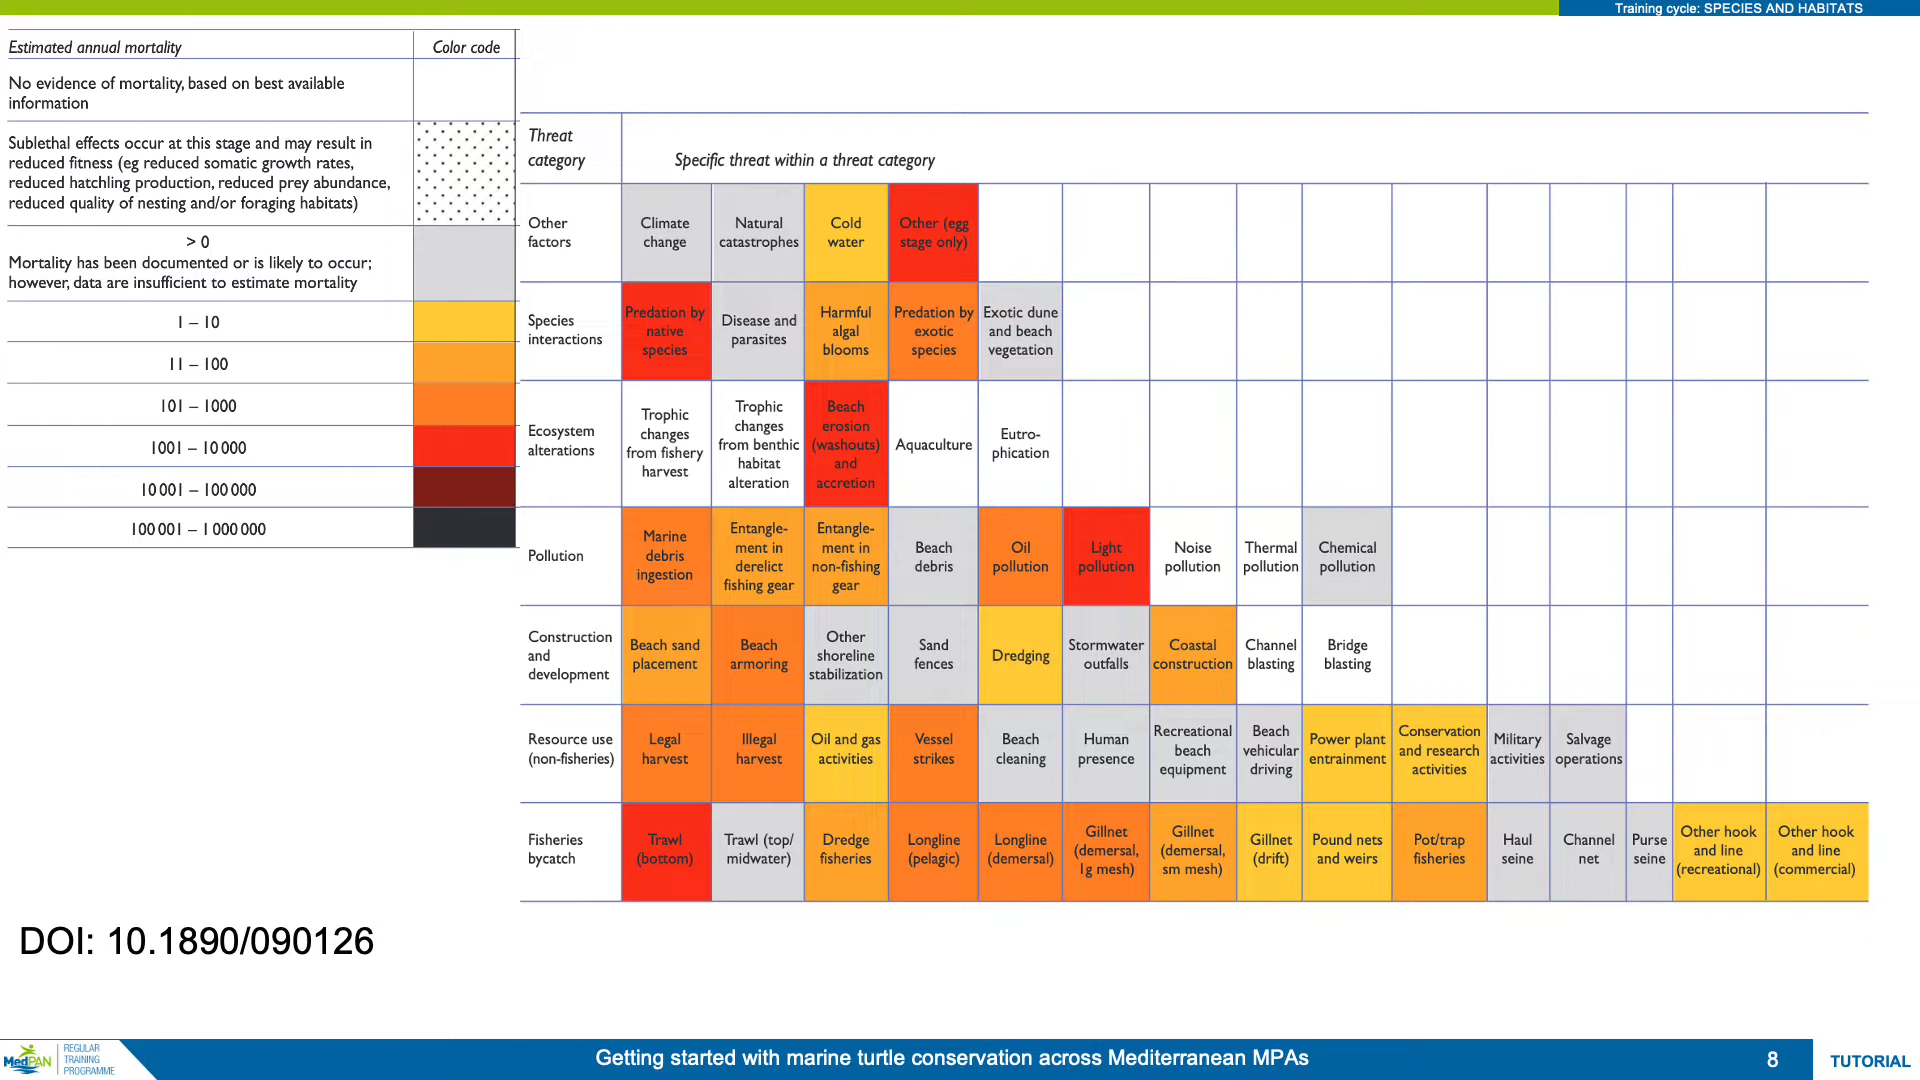 Training cycle: SPECIES AND HABITATS
Estimated annual mortality
Color code
No evidence of mortality, based on best available
information
Sublethal effects occur at this stage and may result in
reduced fitness (eg reduced somatic growth rates,
reduced hatchling production, reduced prey abundance,
reduced quality of nesting and/or foraging habitats)
> 0
Mortality has been documented or is likely to occur;
however, data are insufficient to estimate mortality
1 – 10
11 – 100
101 – 1000
1001 – 10 000
10 001 – 100 000
100 001 – 1 000 000
Threat
category
Specific threat within a threat category
Other
factors
Climate
change
Natural
catastrophes
Cold
water
Other (egg
stage only)
Species
interactions
Predation by
native
species
Disease and
parasites
Harmful
algal
blooms
Predation by
exotic
species
Exotic dune
and beach
vegetation
Ecosystem
alterations
Trophic
changes
from fishery
harvest
Trophic
changes
from benthic
habitat
alteration
Beach
erosion
(washouts)
and
accretion
Aquaculture
Eutro-
phication
Pollution
Marine
debris
ingestion
Entangle-
ment in
derelict
fishing gear
Entangle-
ment in
non-fishing
gear
Beach
debris
Oil
pollution
Light
pollution
Noise
pollution
Thermal
pollution
Chemical
pollution
Construction
and
development
Beach sand
placement
Beach
armoring
Other
shoreline
stabilization
Sand
fences
Dredging
Stormwater
outfalls
Coastal
construction
Channel
blasting
Bridge
blasting
Resource use
(non-fisheries)
Legal
harvest
Illegal
harvest
Oil and gas
activities
Vessel
strikes
Beach
cleaning
Human
presence
Recreational
beach
equipment
Beach
vehicular
driving
Power plant
entrainment
Conservation
and research
activities
Military
activities
Salvage
operations
Fisheries
bycatch
Trawl
(bottom)
Trawl (top/
midwater)
Dredge
fisheries
Longline
(pelagic)
Longline
(demersal)
Gillnet
(demersal,
lg mesh)
Gillnet
(demersal,
sm mesh)
Gillnet
(drift)
Pound nets
and weirs
Pot/trap
fisheries
Haul
seine
Channel
net
Purse
seine
Other hook
and line
(recreational)
Other hook
and line
(commercial)
DOI: 10.1890/090126
MedPAN
REGULAR
TRAINING
PROGRAMME
Getting started with marine turtle conservation across Mediterranean MPAs
8
TUTORIAL